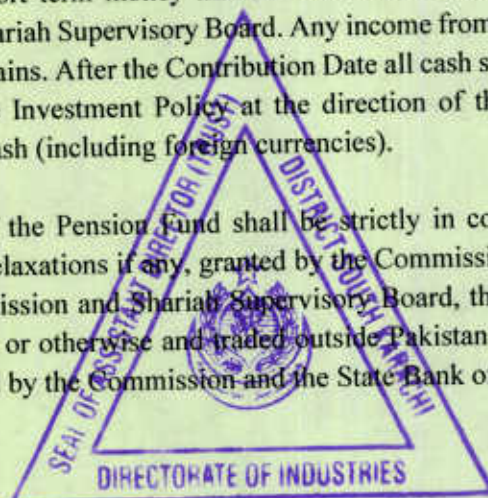 ariah Supervisory Board. Any income from
ains. After the Contribution Date all cash s
Investment Policy at the direction of th
ash (including foreign currencies).
the Pension Fund shall be strictly in co
elaxations if any, granted by the Commissi
ission and Shariah Supervisory Board, th
or otherwise and traded outside Pakistan
by the Commission and the State Bank o
SEAL OF ASSISTANT DIRECTOR (TRUST)
DISTRICT SOUTH KARACHI
DIRECTORATE OF INDUSTRIES